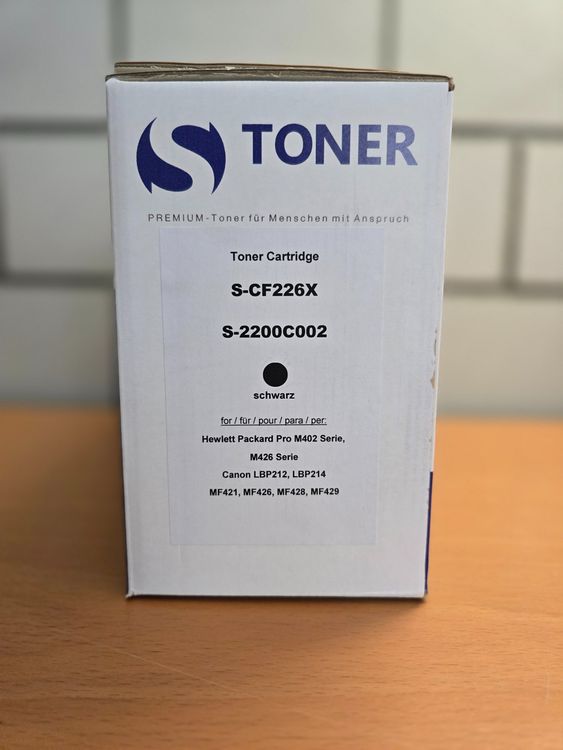 S TONER
PREMIUM-Toner für Menschen mit Anspruch
Toner Cartridge
S-CF226X
S-2200C002
schwarz
for / für / pour / para / per:
Hewlett Packard Pro M402 Serie,
M426 Serie
Canon LBP212, LBP214
MF421, MF426, MF428, MF429